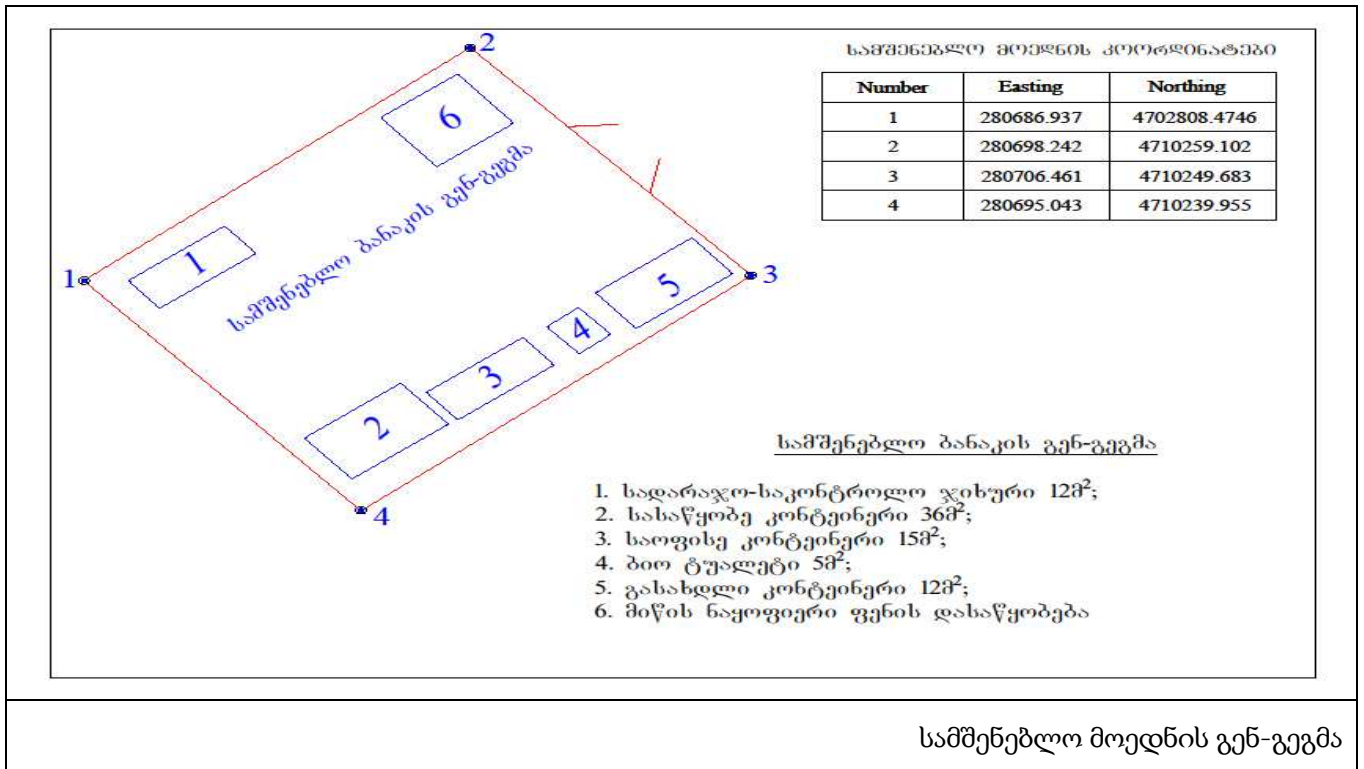 2
6
სამშენებლო ბანაკის გენ-გეგმა
1
1
3
5
4
3
2
4
სამშენებლო მოედნის კოორდინატები
Number Easting Northing
1 280686.937 4702808.4746
2 280698.242 4710259.102
3 280706.461 4710249.683
4 280695.043 4710239.955
სამშენებლო ბანაკის გენ-გეგმა
1. სადარაჯო-საკონტროლო ჯიხური 12მ²;
2. სასაწყობე კონტეინერი 36მ²;
3. საოფისე კონტეინერი 15მ²;
4. ბიო ტუალეტი 5მ²;
5. გასახდლი კონტეინერი 12მ²;
6. მიწის ნაყოფიერი ფენის დასაწყობება
სამშენებლო მოედნის გენ-გეგმა